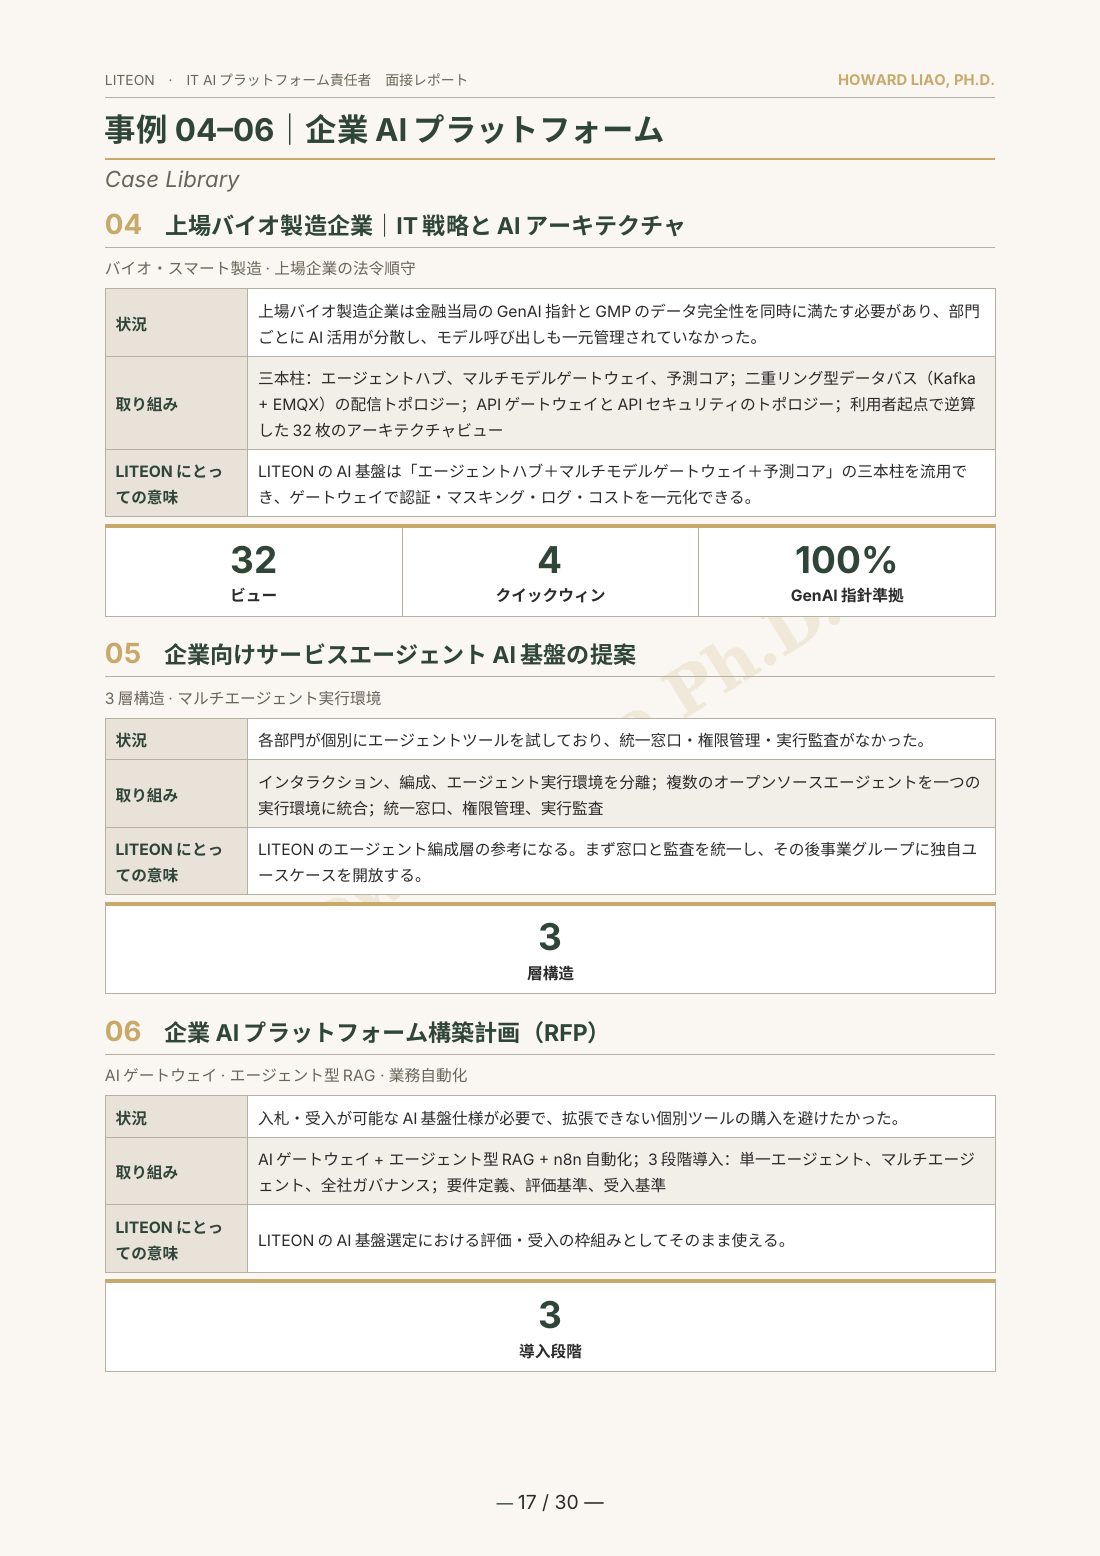 LITEON · IT AI プラットフォーム責任者 面接レポート
HOWARD LIAO, PH.D.
事例 04–06｜企業 AI プラットフォーム
Case Library
04 上場バイオ製造企業｜IT 戦略と AI アーキテクチャ
バイオ・スマート製造 · 上場企業の法令順守
状況
上場バイオ製造企業は金融当局の GenAI 指針と GMP のデータ完全性を同時に満たす必要があり、部門
ごとに AI 活用が分散し、モデル呼び出しも一元管理されていなかった。
取り組み
三本柱：エージェントハブ、マルチモデルゲートウェイ、予測コア；二重リング型データバス（Kafka
+ EMQX）の配信トポロジー；API ゲートウェイと API セキュリティのトポロジー；利用者起点で逆算
した 32 枚のアーキテクチャビュー
LITEON にとっ
ての意味
LITEON の AI 基盤は「エージェントハブ＋マルチモデルゲートウェイ＋予測コア」の三本柱を流用で
き、ゲートウェイで認証・マスキング・ログ・コストを一元化できる。
32
ビュー
4
クイックウィン
100%
GenAI 指針準拠
Ph.D.
05 企業向けサービスエージェント AI 基盤の提案
3 層構造 · マルチエージェント実行環境
状況
各部門が個別にエージェントツールを試しており、統一窓口・権限管理・実行監査がなかった。
取り組み
インタラクション、編成、エージェント実行環境を分離；複数のオープンソースエージェントを一つの
実行環境に統合；統一窓口、権限管理、実行監査
LITEON にとっ
ての意味
LITEON のエージェント編成層の参考になる。まず窓口と監査を統一し、その後事業グループに独自ユ
ースケースを開放する。
3
層構造
06 企業 AI プラットフォーム構築計画（RFP）
AI ゲートウェイ · エージェント型 RAG · 業務自動化
状況
入札・受入が可能な AI 基盤仕様が必要で、拡張できない個別ツールの購入を避けたかった。
取り組み
AI ゲートウェイ + エージェント型 RAG + n8n 自動化；3 段階導入：単一エージェント、マルチエージ
ェント、全社ガバナンス；要件定義、評価基準、受入基準
LITEON にとっ
ての意味
LITEON の AI 基盤選定における評価・受入の枠組みとしてそのまま使える。
3
導入段階
— 17 / 30 —